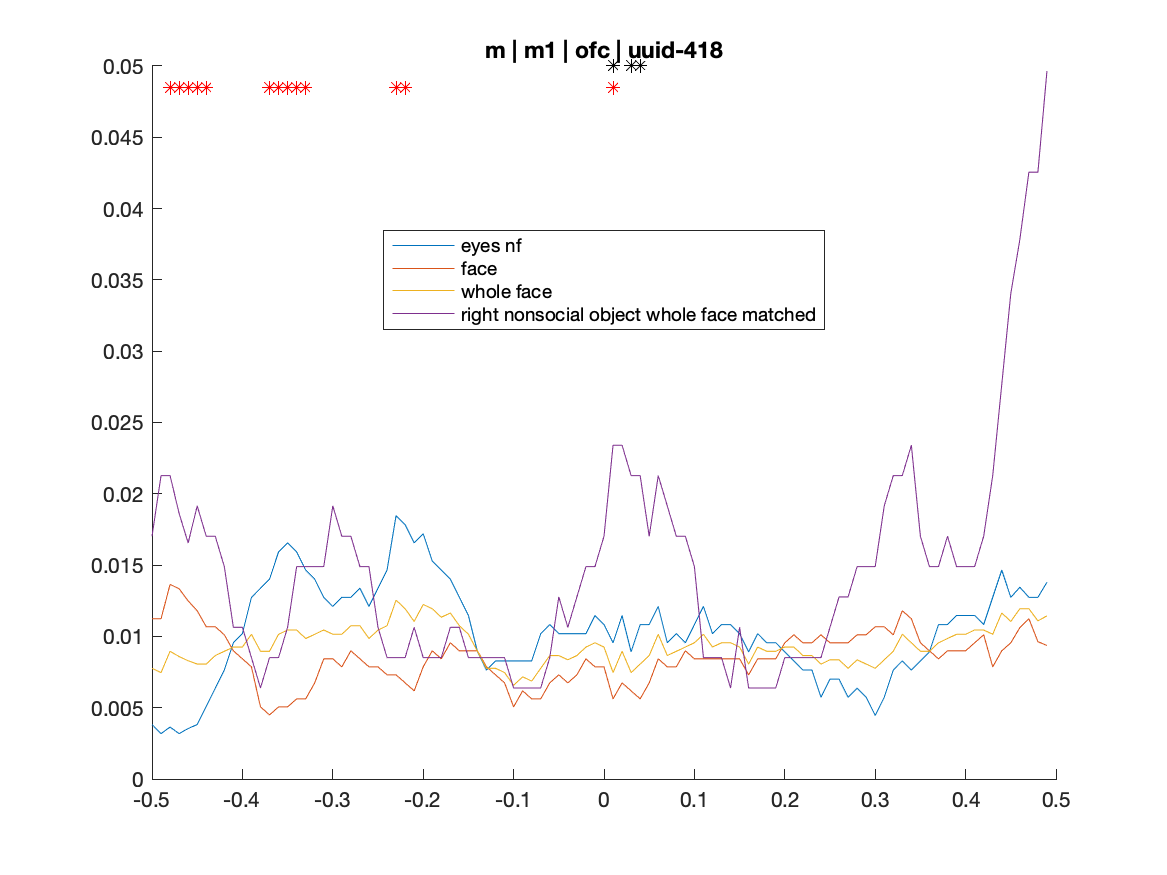 m | m1 | ofc | uuid-418
0.05
0.045
0.04
0.035
0.03
0.025
0.02
0.015
0.01
0.005
0
eyes nf
face
whole face
right nonsocial object whole face matched
-0.5 -0.4 -0.3 -0.2 -0.1 0 0.1 0.2 0.3 0.4 0.5